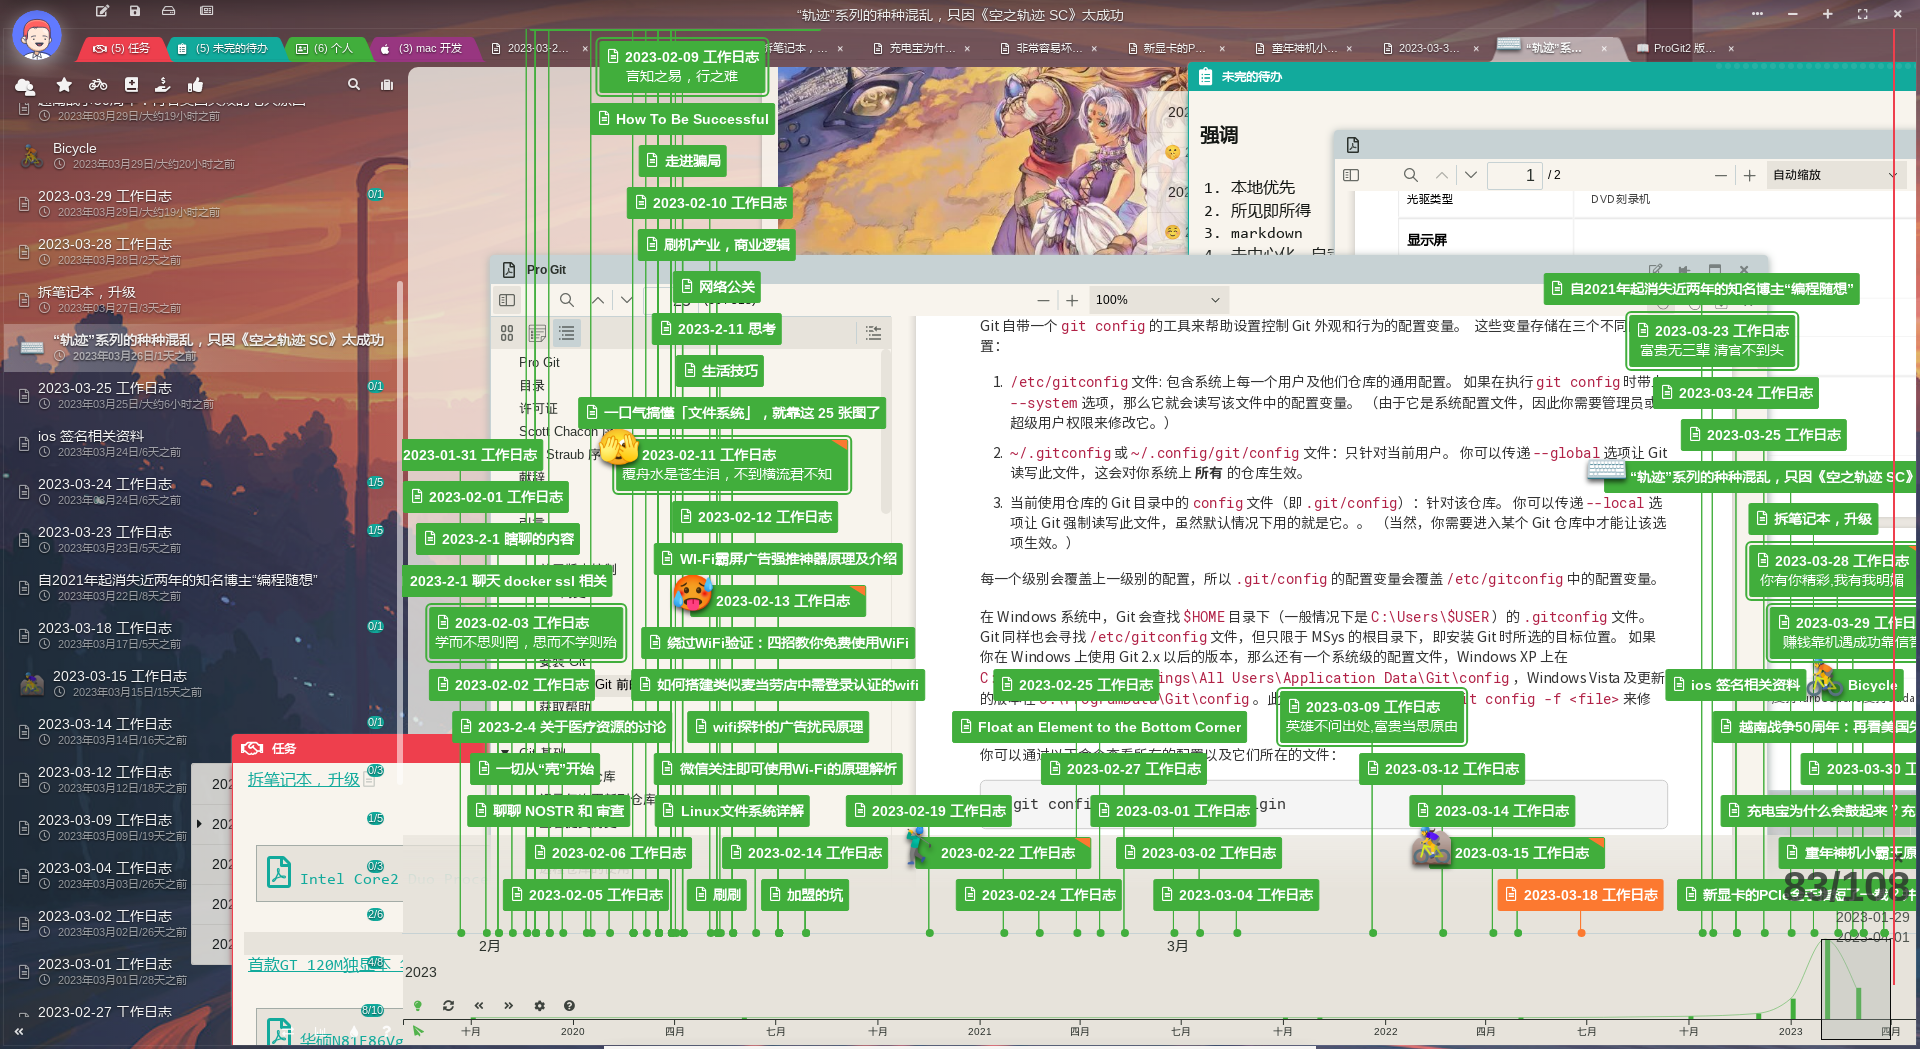 “轨迹”系列的种种混乱，只因《空之轨迹 SC》太成功
(5) 任务
(5) 未完的待办
(6) 个人
(3) mac 开发
2023-03-2...
拆笔记本，...
充电宝为什...
非常容易坏...
新显卡的P...
童年神机小...
2023-03-3...
“轨迹”系...
ProGit2 版...
2023年03月29日/大约19小时之前
Bicycle
2023年03月29日/大约20小时之前
2023-03-29 工作日志
0/1
2023年03月29日/大约19小时之前
2023-03-28 工作日志
2023年03月28日/2天之前
拆笔记本，升级
2023年03月27日/3天之前
“轨迹”系列的种种混乱，只因《空之轨迹 SC》太成功
2023年03月26日/1天之前
2023-03-25 工作日志
0/1
2023年03月25日/大约6小时之前
ios 签名相关资料
2023年03月24日/6天之前
2023-03-24 工作日志
1/5
2023年03月24日/6天之前
2023-03-23 工作日志
1/5
2023年03月23日/5天之前
自2021年起消失近两年的知名博主“编程随想”
2023年03月22日/8天之前
2023-03-18 工作日志
0/1
2023年03月17日/5天之前
2023-03-15 工作日志
2023年03月15日/15天之前
2023-03-14 工作日志
0/1
2023年03月14日/16天之前
2023-03-12 工作日志
0/3
2023年03月12日/18天之前
2023-03-09 工作日志
1/5
2023年03月09日/19天之前
2023-03-04 工作日志
0/3
2023年03月03日/26天之前
2023-03-02 工作日志
2/6
2023年03月02日/26天之前
2023-03-01 工作日志
2023年03月01日/28天之前
2023-02-27 工作日志
8/10
任务
拆笔记本，升级
Intel Core2
首款GT 120M独显本
华硕N81E86Vg
未完的待办
强调
1. 本地优先
2. 所见即所得
3. markdown
1 / 2
自动缩放
光驱类型
DVD刻录机
显示屏
Pro Git
100%
Pro Git
目录
许可证
Scott Chacon
Straub 序
献辞
获取帮助
Git 自带一个 git config 的工具来帮助设置控制 Git 外观和行为的配置变量。 这些变量存储在三个不同
置：
1. /etc/gitconfig 文件: 包含系统上每一个用户及他们仓库的通用配置。 如果在执行 git config 时带上
--system 选项，那么它就会读写该文件中的配置变量。 （由于它是系统配置文件，因此你需要管理员或
超级用户权限来修改它。）
2. ~/.gitconfig 或 ~/.config/git/config 文件：只针对当前用户。 你可以传递 --global 选项让 Git
读写此文件，这会对你系统上 所有 的仓库生效。
3. 当前使用仓库的 Git 目录中的 config 文件（即 .git/config）：针对该仓库。 你可以传递 --local 选
项让 Git 强制读写此文件，虽然默认情况下用的就是它。。 （当然，你需要进入某个 Git 仓库中才能让该选
项生效。）
每一个级别会覆盖上一级别的配置，所以 .git/config 的配置变量会覆盖 /etc/gitconfig 中的配置变量。
在 Windows 系统中，Git 会查找 $HOME 目录下（一般情况下是 C:\Users\$USER）的 .gitconfig 文件。
Git 同样也会寻找 /etc/gitconfig 文件，但只限于 MSys 的根目录下，即安装 Git 时所选的目标位置。 如果
你在 Windows 上使用 Git 2.x 以后的版本，那么还有一个系统级的配置文件，Windows XP 上在
ings\All Users\Application Data\Git\config ，Windows Vista 及更新
git config -f <file> 来修
你可以通过以下命令查看所有的配置以及它们所在的文件：
git config
2023-02-09 工作日志
言知之易，行之难
How To Be Successful
走进骗局
2023-02-10 工作日志
刷机产业，商业逻辑
网络公关
2023-2-11 思考
生活技巧
一口气搞懂「文件系统」，就靠这 25 张图了
2023-01-31 工作日志
2023-02-11 工作日志
覆舟水是苍生泪，不到横流君不知
2023-02-01 工作日志
2023-02-12 工作日志
2023-2-1 瞎聊的内容
WI-Fi霸屏广告强推神器原理及介绍
2023-2-1 聊天 docker ssl 相关
2023-02-13 工作日志
2023-02-03 工作日志
学而不思则罔，思而不学则殆
绕过WiFi验证：四招教你免费使用WiFi
2023-02-02 工作日志
如何搭建类似麦当劳店中需登录认证的wifi
2023-2-4 关于医疗资源的讨论
wifi探针的广告扰民原理
一切从“壳”开始
微信关注即可使用Wi-Fi的原理解析
聊聊 NOSTR 和 审查
Linux文件系统详解
2023-02-19 工作日志
2023-02-06 工作日志
2023-02-14 工作日志
2023-02-22 工作日志
2023-02-05 工作日志
刷刷
加盟的坑
2023-02-24 工作日志
2023-02-25 工作日志
Float an Element to the Bottom Corner
2023-02-27 工作日志
2023-03-01 工作日志
2023-03-02 工作日志
2023-03-04 工作日志
2023-03-09 工作日志
英雄不问出处,富贵当思原由
2023-03-12 工作日志
2023-03-14 工作日志
2023-03-15 工作日志
2023-03-18 工作日志
自2021年起消失近两年的知名博主“编程随想”
2023-03-23 工作日志
富贵无三辈 清官不到头
2023-03-24 工作日志
2023-03-25 工作日志
“轨迹”系列的种种混乱，只因《空之轨迹 SC》
拆笔记本，升级
2023-03-28 工作日志
你有你精彩,我有我明媚
2023-03-29 工作日
赚钱靠机遇成功靠信
ios 签名相关资料
Bicycle
越南战争50周年：再看美国失
2023-03-30 工
充电宝为什么会鼓起来？充
童年神机小霸王原
新显卡的PCIe
83/108
2023-01-29
2023-04-01
2月
3月
2023
十月
2020
四月
七月
十月
2021
四月
七月
十月
2022
四月
七月
十月
2023
四月